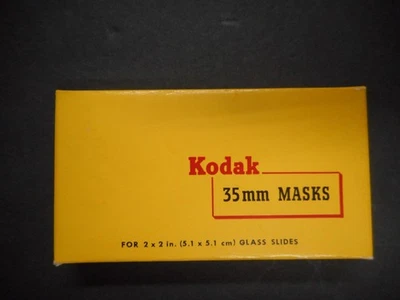 Kodak
35mm MASKS
FOR 2 x 2 in. (5.1 x 5.1 cm) GLASS SLIDES